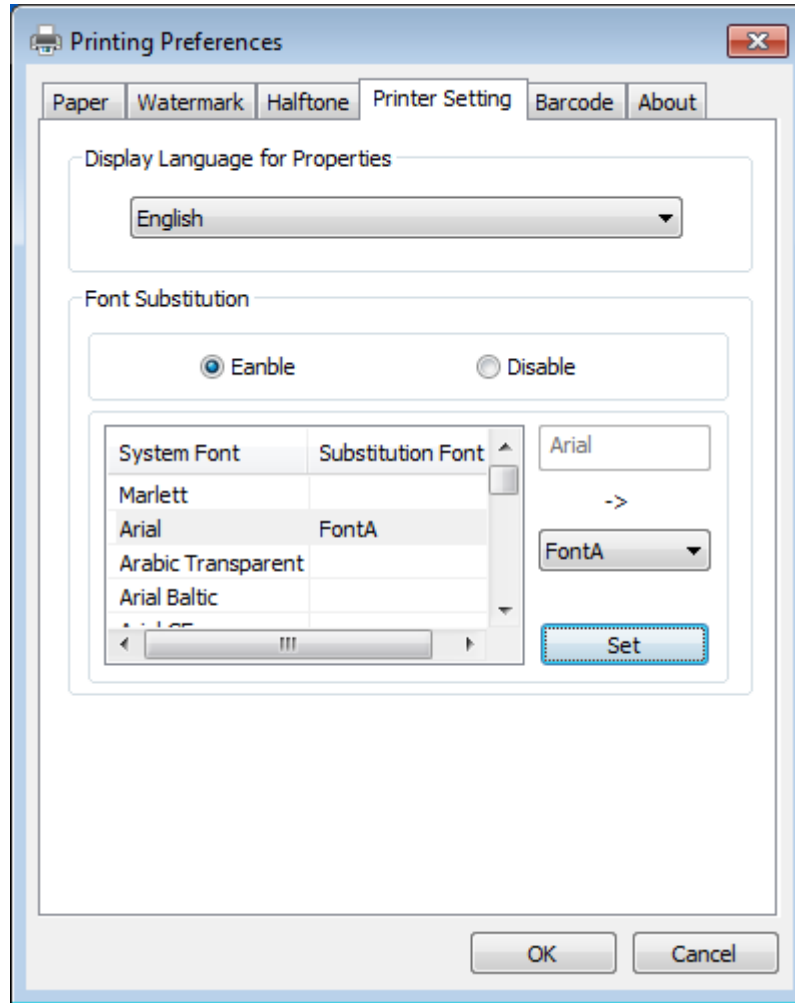 Printing Preferences
Paper Watermark Halftone Printer Setting Barcode About
Display Language for Properties
English
Font Substitution
Eanble Disable
System Font Substitution Font
Marlett
Arial FontA
Arabic Transparent
Arial Baltic
Arial
->
FontA
Set
OK Cancel